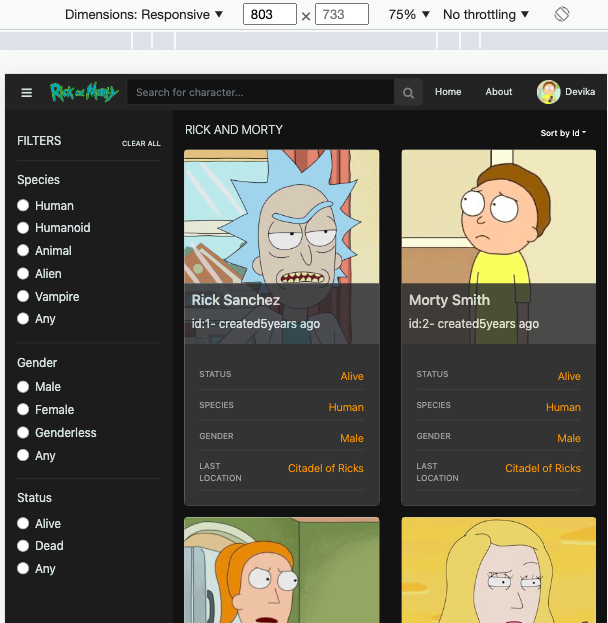 Dimensions: Responsive ▼ 803 × 733 75% ▼ No throttling ▼
Rick and Morty Search for character... Home About Devika
FILTERS CLEAR ALL
Species
Human
Humanoid
Animal
Alien
Vampire
Any
Gender
Male
Female
Genderless
Any
Status
Alive
Dead
Any
RICK AND MORTY Sort by Id
Rick Sanchez
id:1- created5years ago
STATUS Alive
SPECIES Human
GENDER Male
LAST LOCATION Citadel of Ricks
Morty Smith
id:2- created5years ago
STATUS Alive
SPECIES Human
GENDER Male
LAST LOCATION Citadel of Ricks